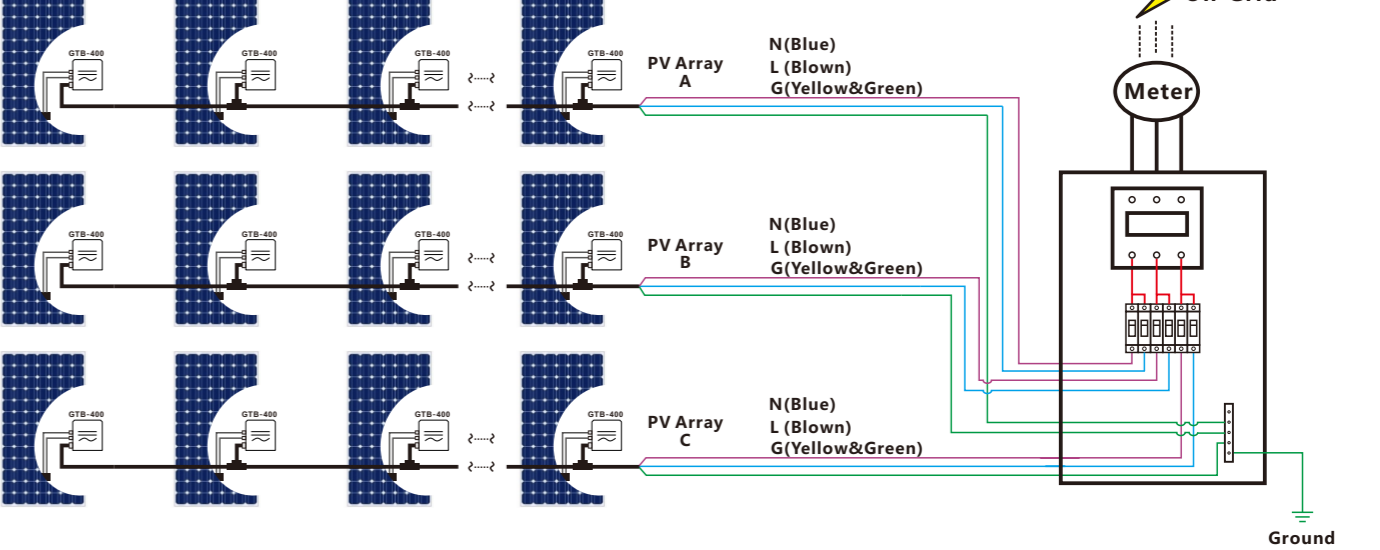 GTB-400
GTB-400
GTB-400
GTB-400
PV Array
A
N(Blue)
L (Blown)
G(Yellow&Green)
Meter
GTB-400
GTB-400
GTB-400
GTB-400
PV Array
B
N(Blue)
L (Blown)
G(Yellow&Green)
GTB-400
GTB-400
GTB-400
GTB-400
PV Array
C
N(Blue)
L (Blown)
G(Yellow&Green)
Ground